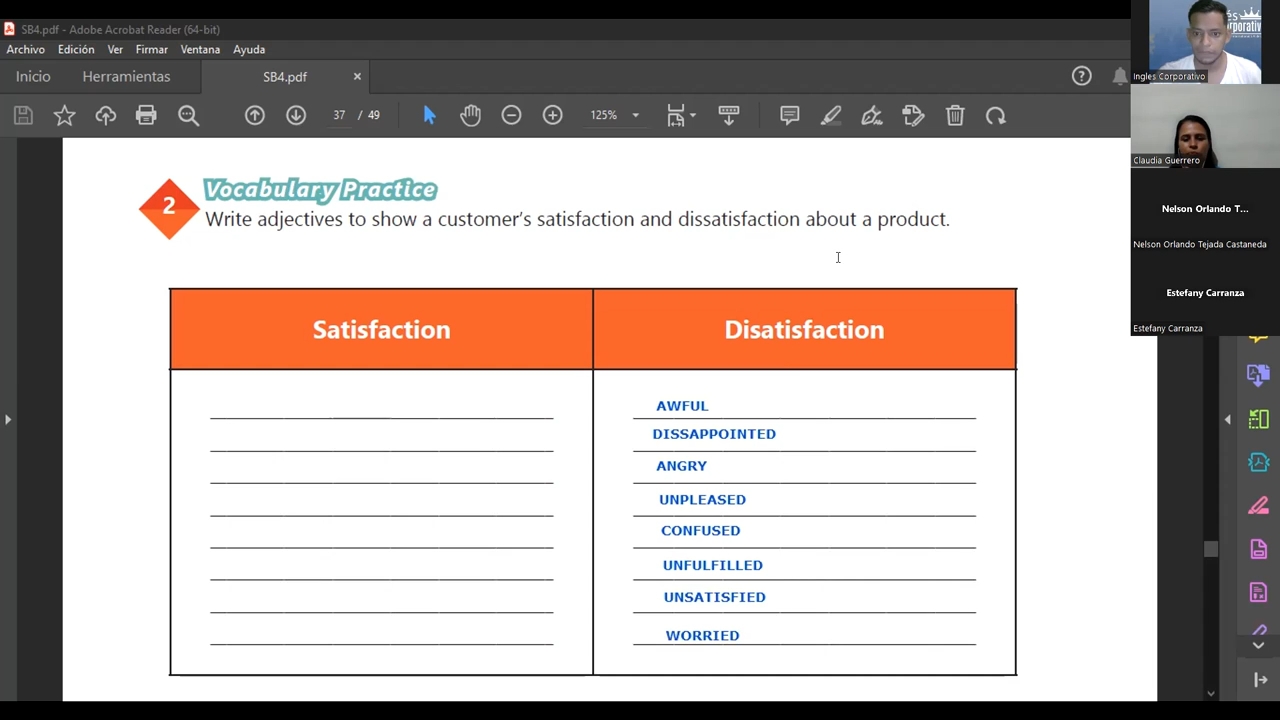 SB4.pdf - Adobe Acrobat Reader (64-bit)
Archivo Edición Ver Firmar Ventana Ayuda
Inicio Herramientas SB4.pdf ×
37 / 49 125%
2
Vocabulary Practice
Write adjectives to show a customer's satisfaction and dissatisfaction about a product.
Satisfaction Disatisfaction
AWFUL
DISSAPPOINTED
ANGRY
UNPLEASED
CONFUSED
UNFULFILLED
UNSATISFIED
WORRIED
Ingles Corporativo
Claudia Guerrero
Nelson Orlando T...
Nelson Orlando Tejada Castaneda
Estefany Carranza
Estefany Carranza